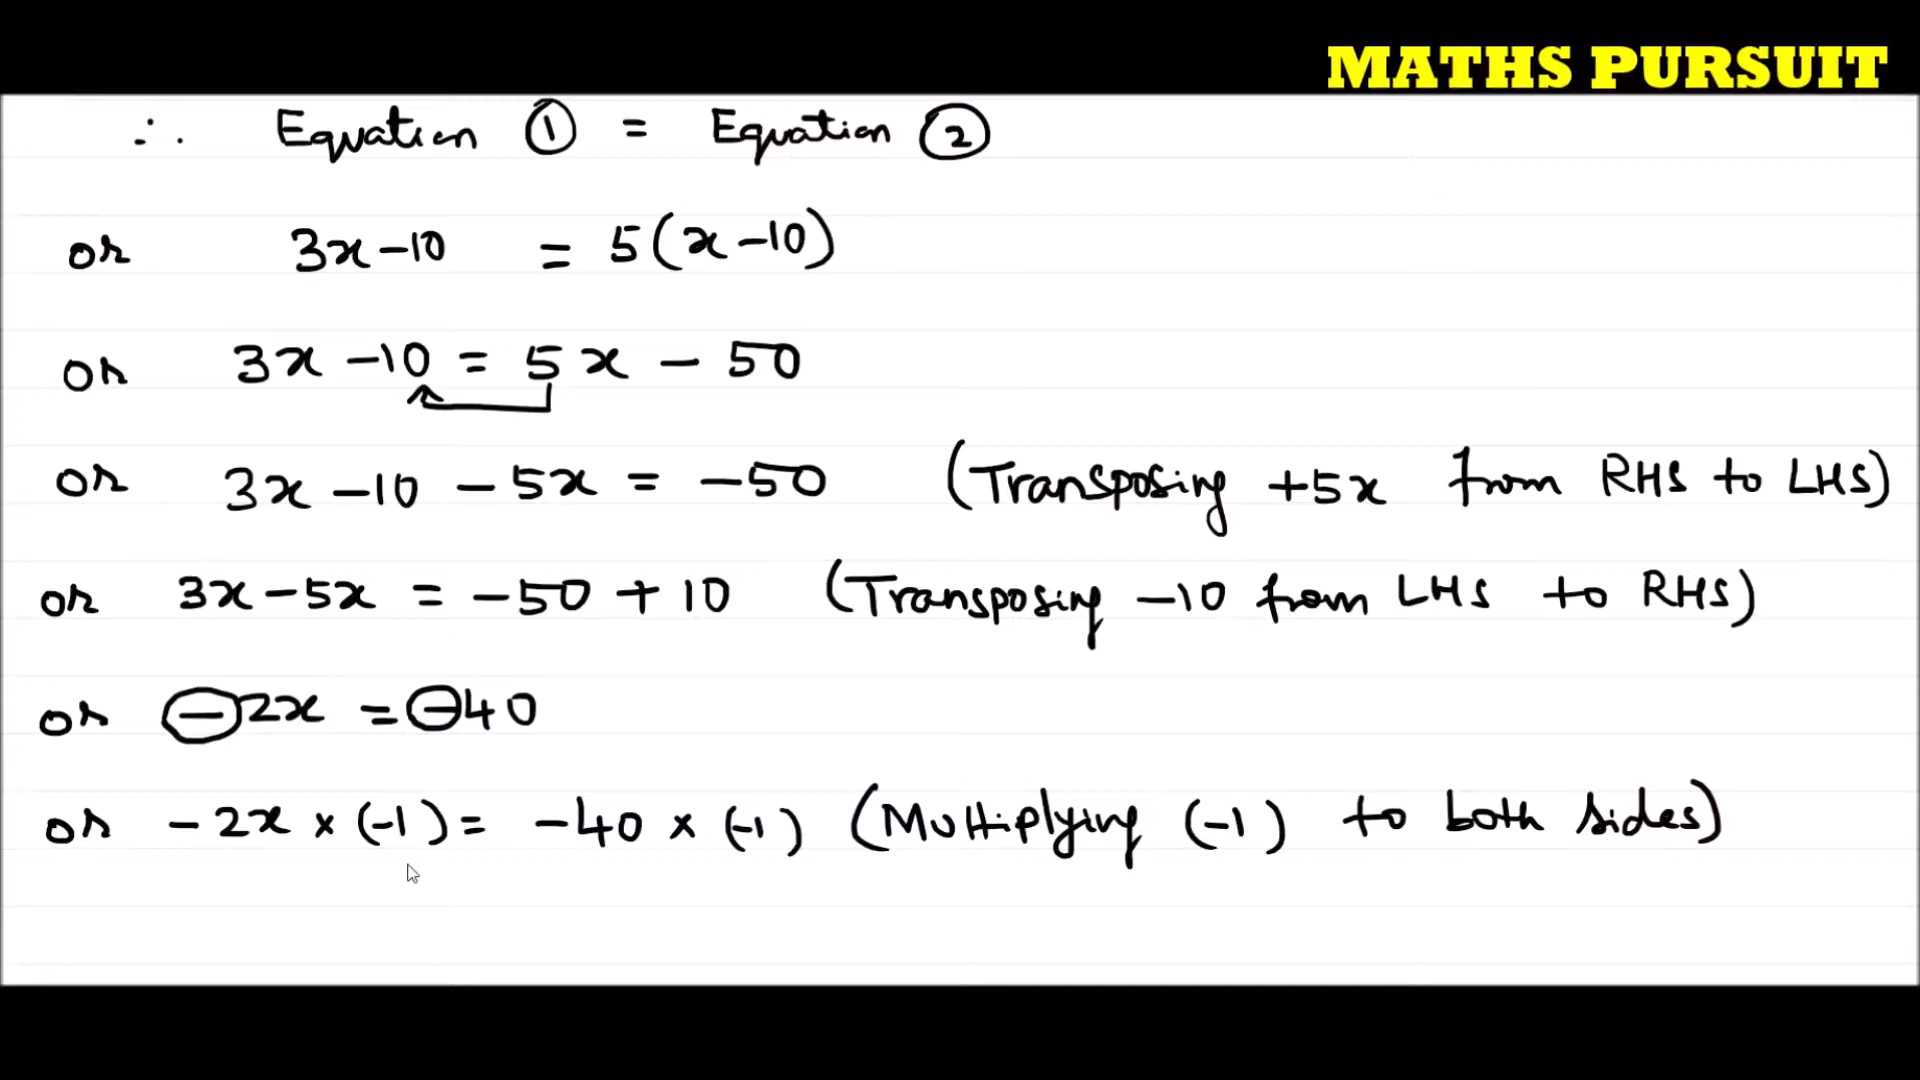 MATHS PURSUIT
∴ Equation ① = Equation ②
or 3x-10 = 5(x-10)
or 3x -10 = 5x - 50
or 3x -10 - 5x = -50 (Transposing +5x from RHS to LHS)
or 3x-5x = -50 + 10 (Transposing -10 from LHS to RHS)
or -2x = -40
or -2x × (-1) = -40 × (-1) (Multiplying (-1) to both sides)